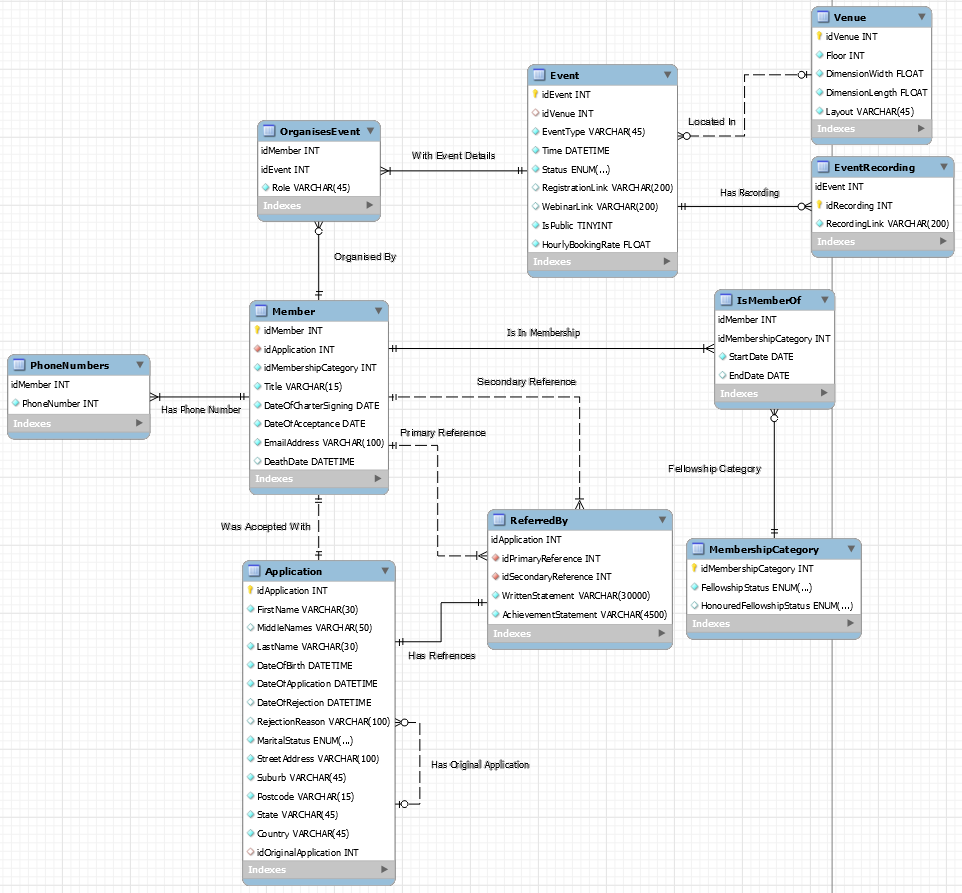 Venue
idVenue INT
Floor INT
DimensionWidth FLOAT
DimensionLength FLOAT
Layout VARCHAR(45)
Indexes
Event
idEvent INT
idVenue INT
EventType VARCHAR(45)
Time DATETIME
Status ENUM(...)
RegistrationLink VARCHAR(200)
WebinarLink VARCHAR(200)
IsPublic TINYINT
HourlyBookingRate FLOAT
Indexes
Located In
OrganisesEvent
idMember INT
idEvent INT
Role VARCHAR(45)
Indexes
With Event Details
EventRecording
idEvent INT
idRecording INT
RecordingLink VARCHAR(200)
Indexes
Has Recording
Organised By
Member
idMember INT
idApplication INT
idMembershipCategory INT
Title VARCHAR(15)
DateOfCharterSigning DATE
DateOfAcceptance DATE
EmailAddress VARCHAR(100)
DeathDate DATETIME
Indexes
Is In Membership
IsMemberOf
idMember INT
idMembershipCategory INT
StartDate DATE
EndDate DATE
Indexes
PhoneNumbers
idMember INT
PhoneNumber INT
Indexes
Has Phone Number
Secondary Reference
Primary Reference
Fellowship Category
Was Accepted With
ReferredBy
idApplication INT
idPrimaryReference INT
idSecondaryReference INT
WrittenStatement VARCHAR(30000)
AchievementStatement VARCHAR(4500)
Indexes
MembershipCategory
idMembershipCategory INT
FellowshipStatus ENUM(...)
HonouredFellowshipStatus ENUM(...)
Indexes
Application
idApplication INT
FirstName VARCHAR(30)
MiddleNames VARCHAR(50)
LastName VARCHAR(30)
DateOfBirth DATETIME
DateOfApplication DATETIME
DateOfRejection DATETIME
RejectionReason VARCHAR(100)
MaritalStatus ENUM(...)
StreetAddress VARCHAR(100)
Suburb VARCHAR(45)
Postcode VARCHAR(15)
State VARCHAR(45)
Country VARCHAR(45)
idOriginalApplication INT
Indexes
Has Refrences
Has Original Application